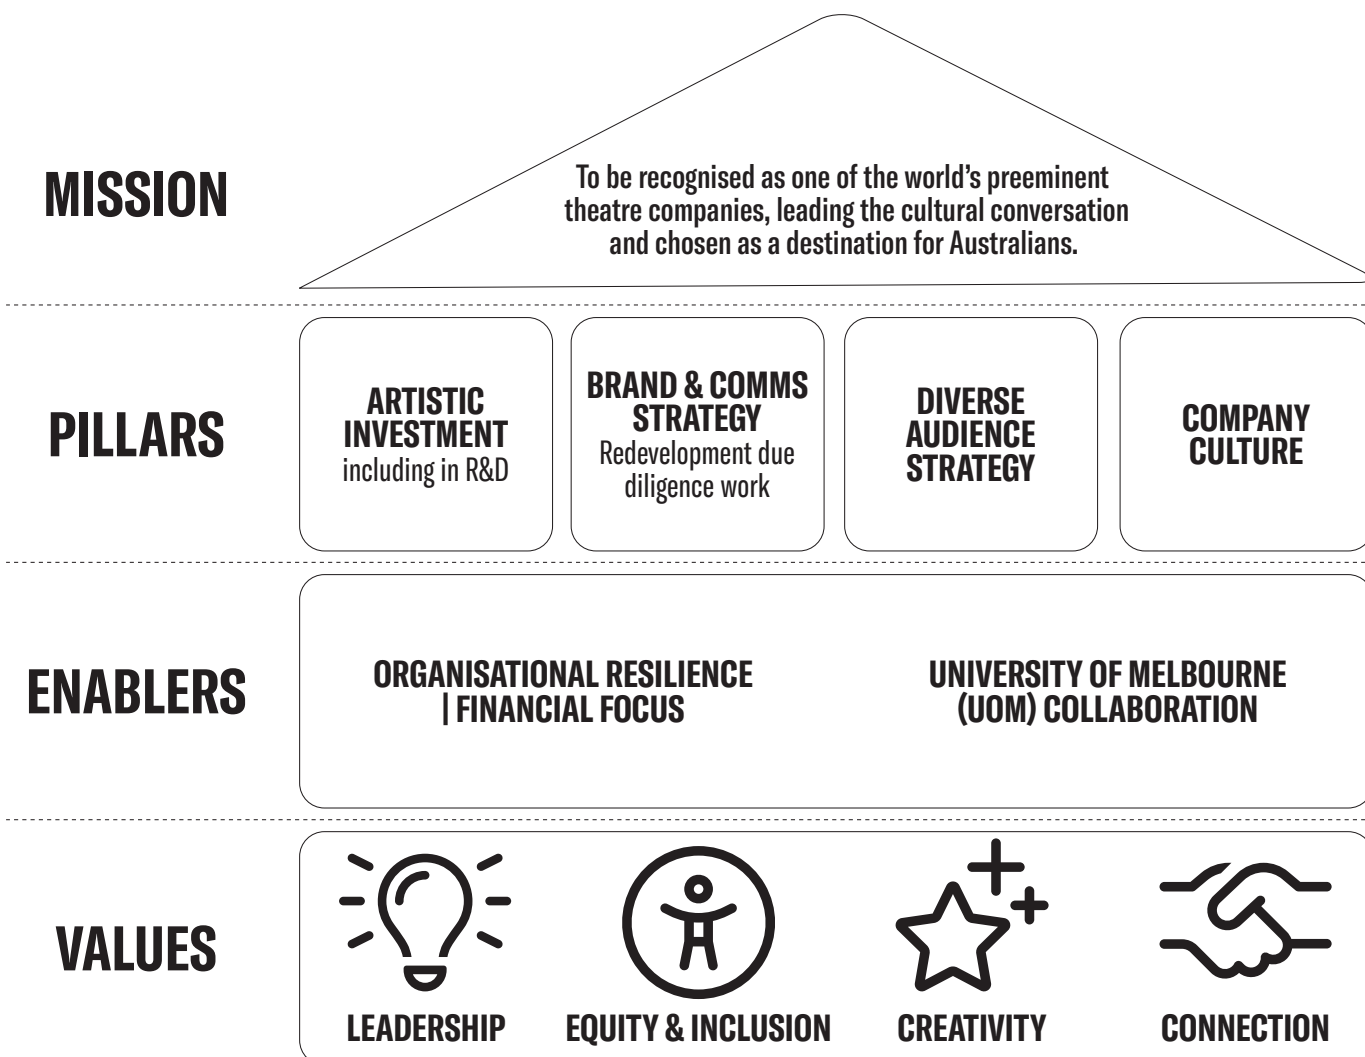 MISSION
To be recognised as one of the world's preeminent
theatre companies, leading the cultural conversation
and chosen as a destination for Australians.
PILLARS
ARTISTIC
INVESTMENT
including in R&D
BRAND & COMMS
STRATEGY
Redevelopment due
diligence work
DIVERSE
AUDIENCE
STRATEGY
COMPANY
CULTURE
ENABLERS
ORGANISATIONAL RESILIENCE
| FINANCIAL FOCUS
UNIVERSITY OF MELBOURNE
(UOM) COLLABORATION
VALUES
LEADERSHIP
EQUITY & INCLUSION
CREATIVITY
CONNECTION